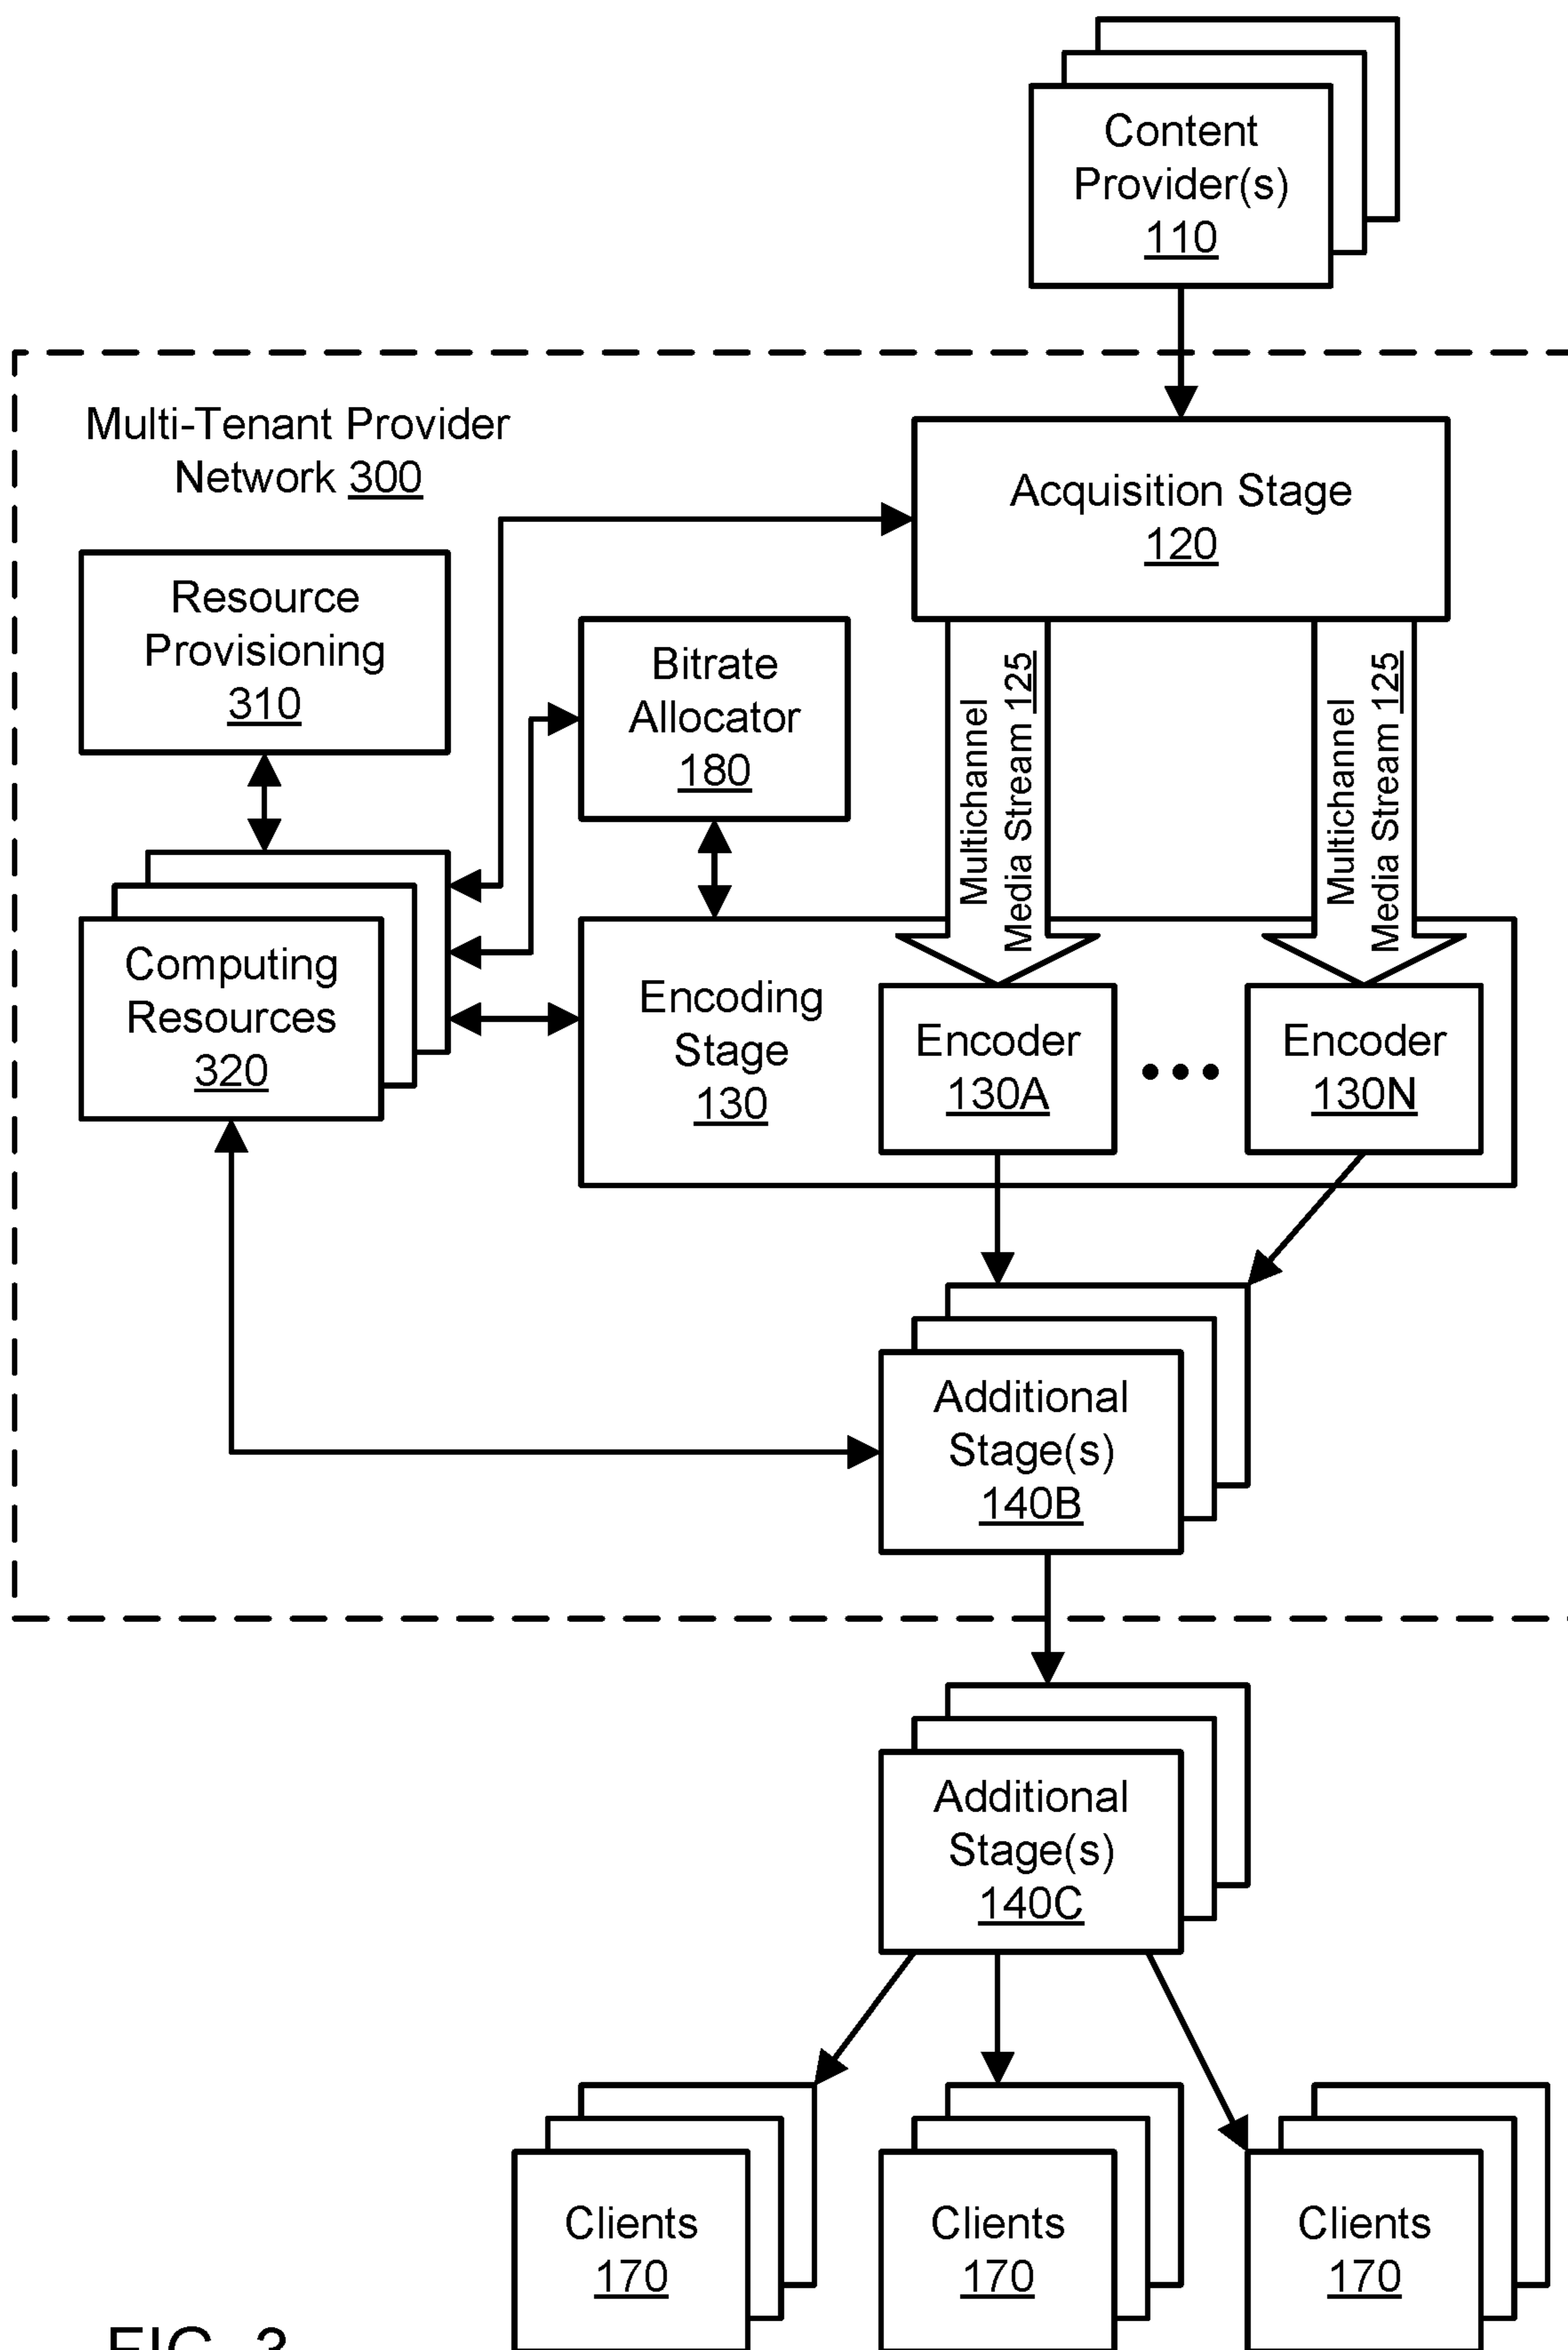 Content
Provider(s)
110
Multi-Tenant Provider
Network 300
Acquisition Stage
120
Resource
Provisioning
310
Bitrate
Allocator
180
Multichannel
Media Stream 125
Multichannel
Media Stream 125
Computing
Resources
320
Encoding
Stage
130
Encoder
130A
Encoder
130N
Additional
Stage(s)
140B
Additional
Stage(s)
140C
Clients
170
Clients
170
Clients
170
FIG. 3